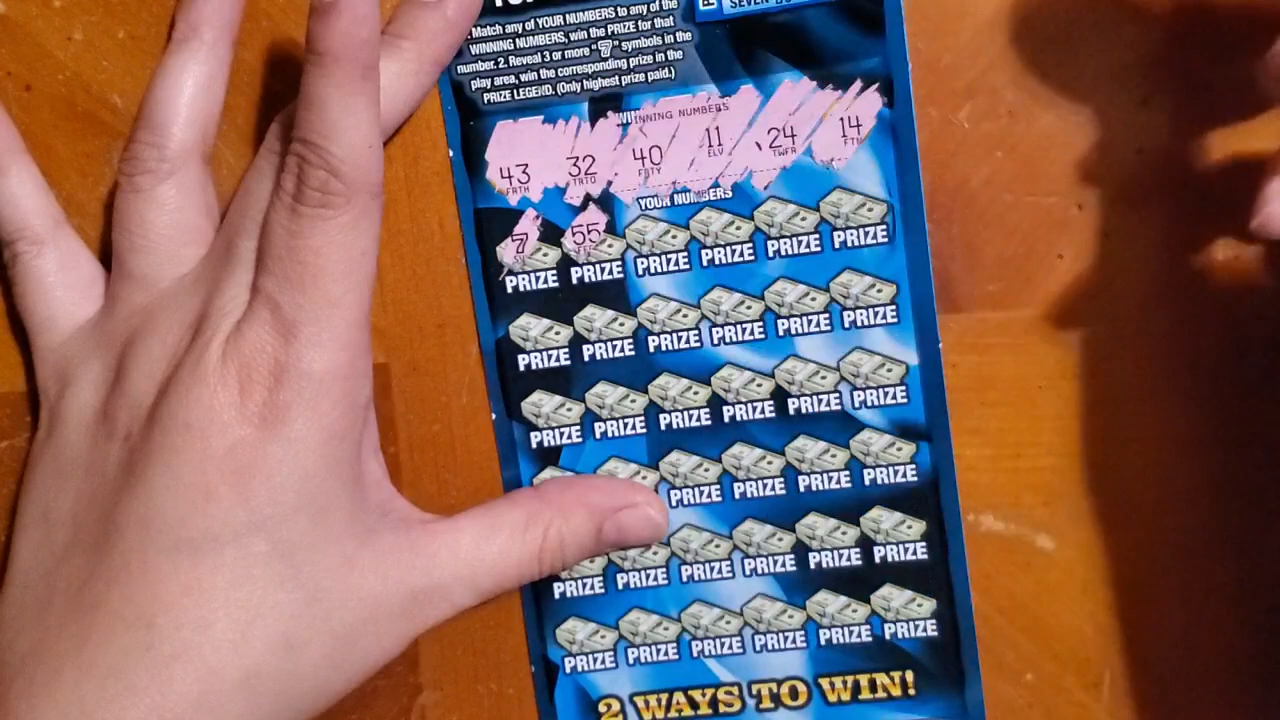 . Match any of YOUR NUMBERS to any of the
WINNING NUMBERS, win the PRIZE for that
number. 2. Reveal 3 or more "7" symbols in the
play area, win the corresponding prize in the
PRIZE LEGEND. (Only highest prize paid.)
WINNING NUMBERS
43 32 40 11 24 14
FRTH TRTO FRTY ELV TWFR FTN
YOUR NUMBERS
7 55
PRIZE PRIZE PRIZE PRIZE PRIZE PRIZE
PRIZE PRIZE PRIZE PRIZE PRIZE PRIZE
PRIZE PRIZE PRIZE PRIZE PRIZE PRIZE
PRIZE PRIZE PRIZE PRIZE
PRIZE PRIZE PRIZE PRIZE PRIZE PRIZE
PRIZE PRIZE PRIZE PRIZE PRIZE PRIZE
2 WAYS TO WIN!